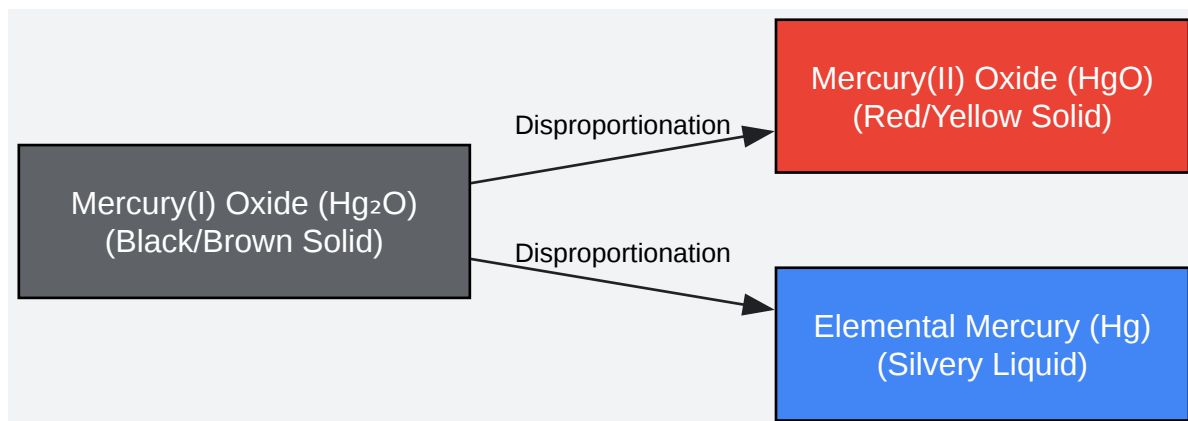 Mercury(I) Oxide (Hg₂O)
(Black/Brown Solid)
Disproportionation
Mercury(II) Oxide (HgO)
(Red/Yellow Solid)
Disproportionation
Elemental Mercury (Hg)
(Silvery Liquid)